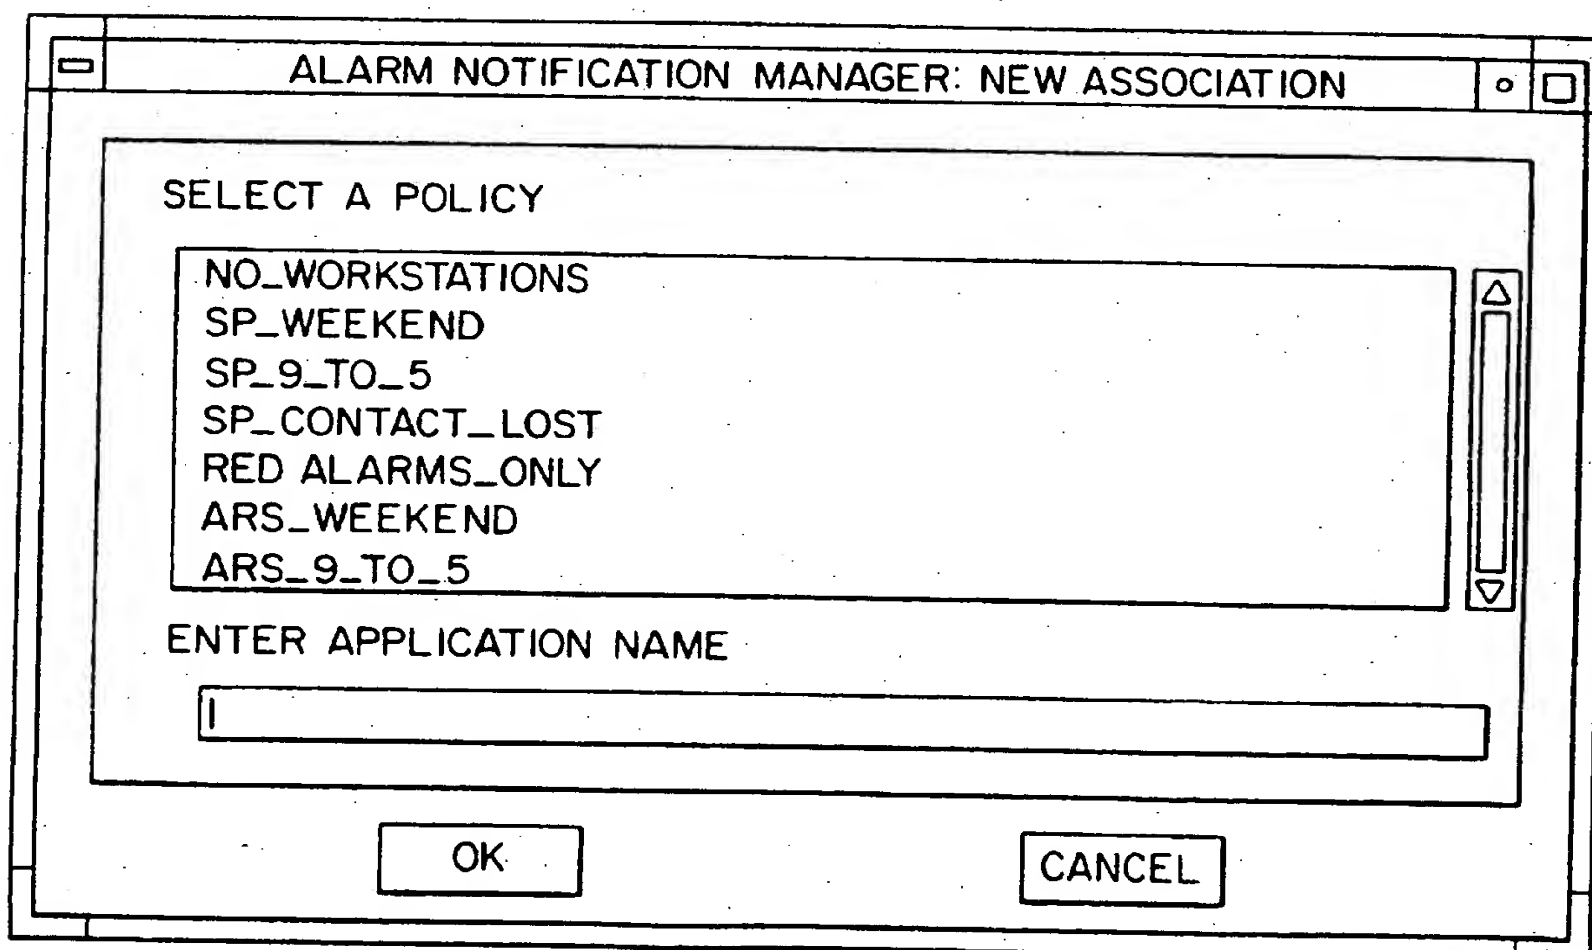 ALARM NOTIFICATION MANAGER: NEW ASSOCIATION
SELECT A POLICY
NO_WORKSTATIONS
SP_WEEKEND
SP_9_TO_5
SP_CONTACT_LOST
RED ALARMS_ONLY
ARS_WEEKEND
ARS_9_TO_5
ENTER APPLICATION NAME
OK
CANCEL